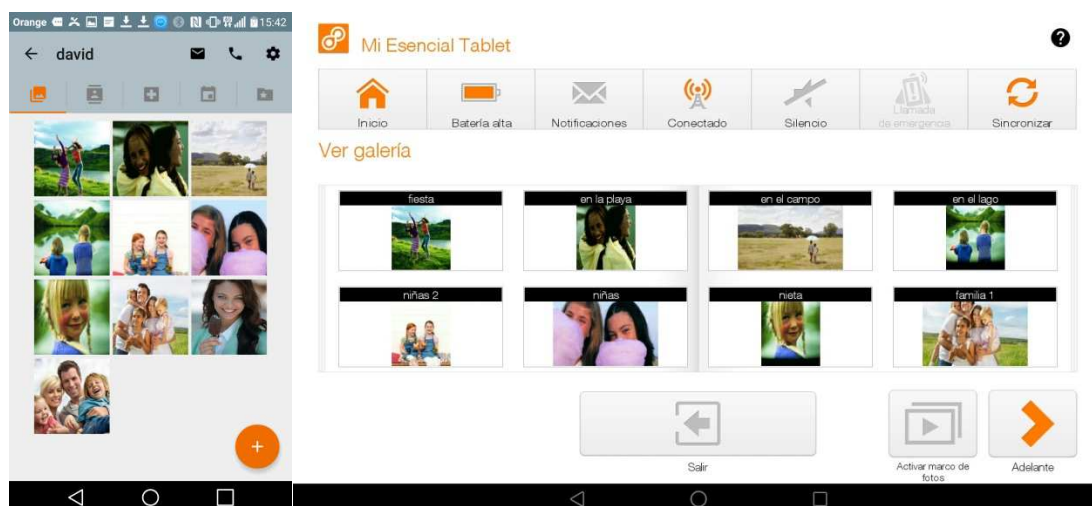 Orange 15:42
david
Mi Esencial Tablet
Inicio
Batería alta
Notificaciones
Conectado
Silencio
Llamada
de emergencia
Sincronizar
Ver galería
fiesta
en la playa
en el campo
en el lago
niñas 2
niñas
nieta
familia 1
Salir
Activar marco de
fotos
Adelante